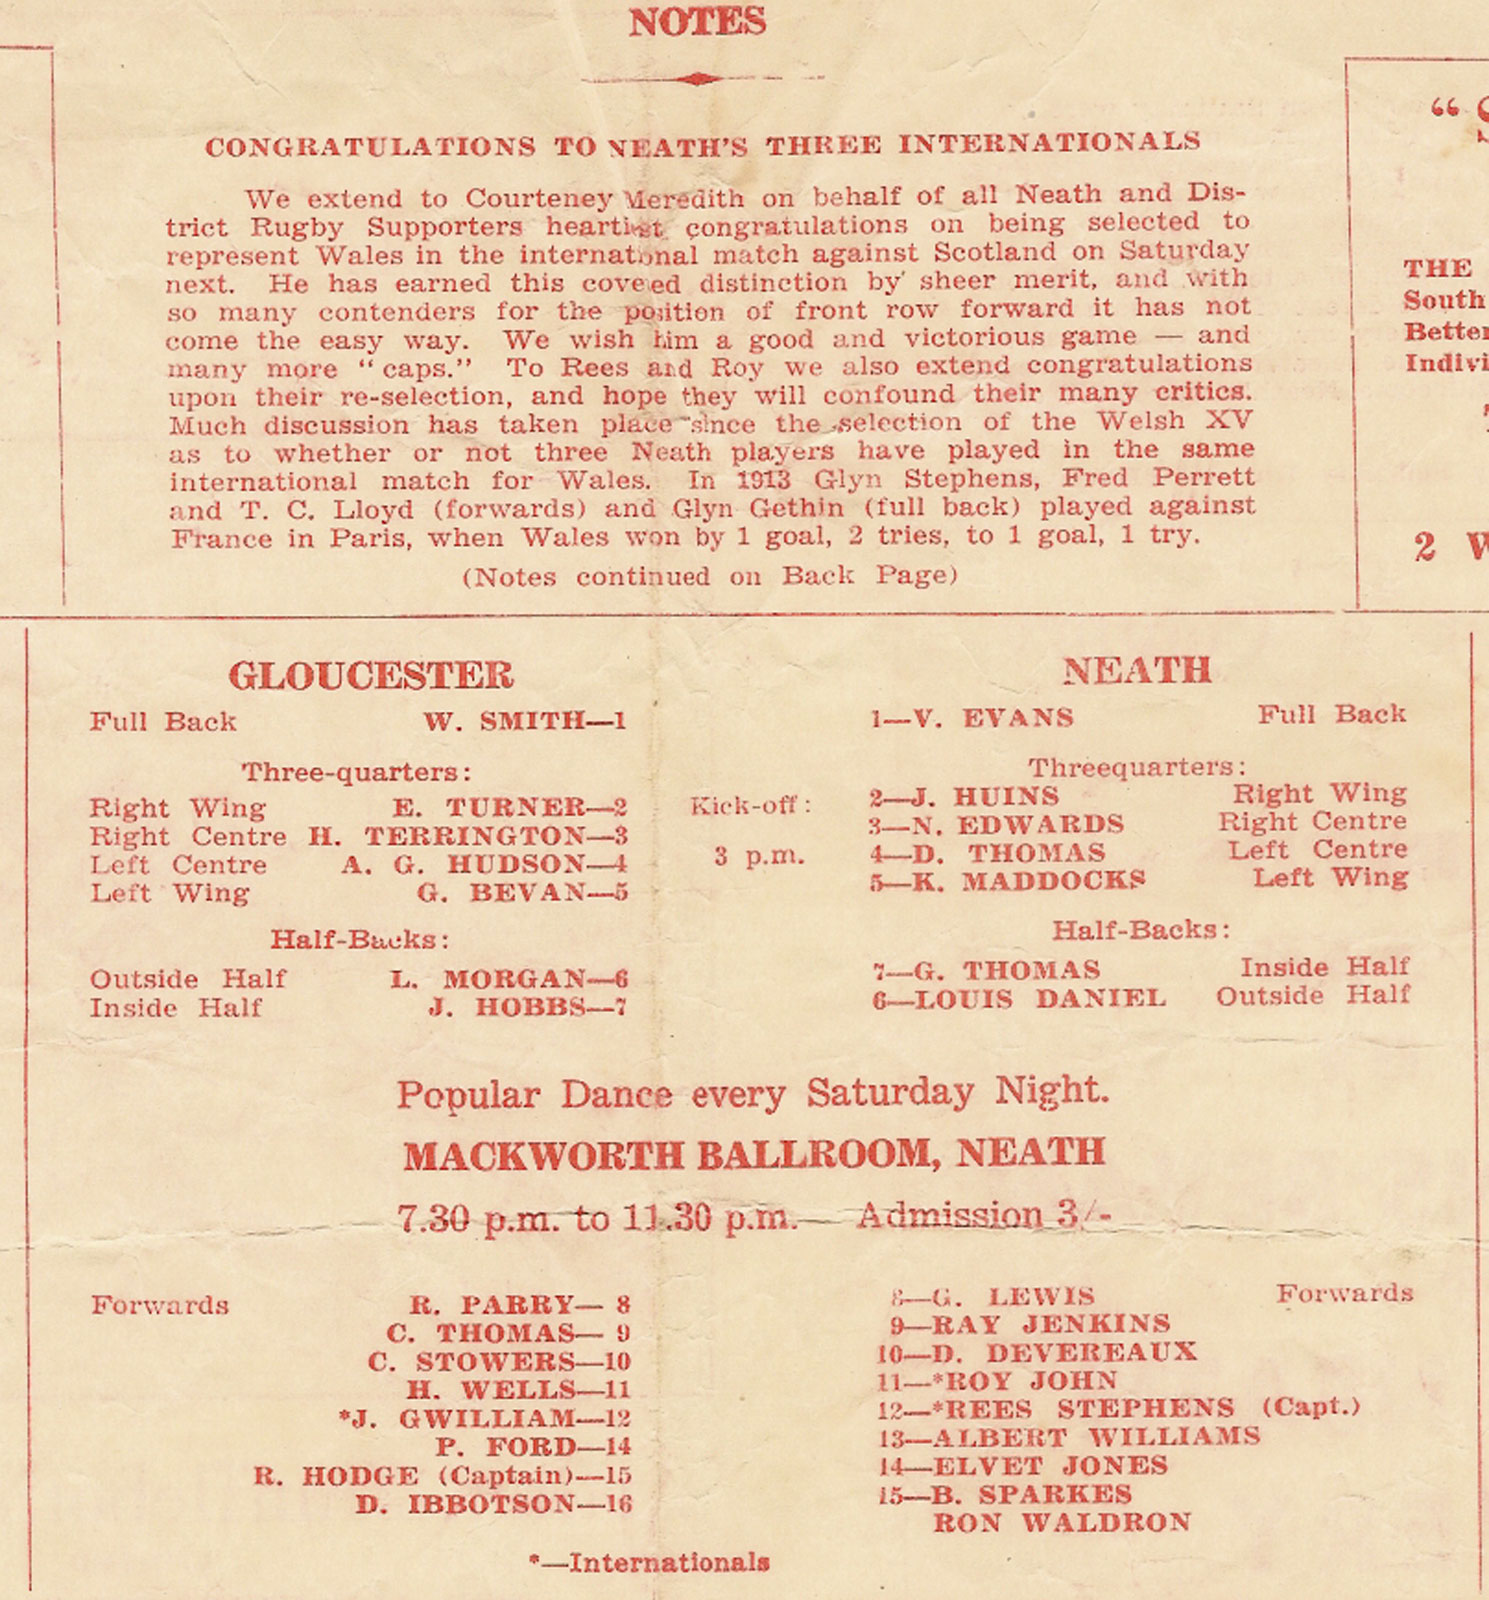 NOTES
CONGRATULATIONS TO NEATH'S THREE INTERNATIONALS
We extend to Courteney Meredith on behalf of all Neath and Dis-
trict Rugby Supporters heartiest congratulations on being selected to
represent Wales in the international match against Scotland on Saturday
next. He has earned this coveted distinction by sheer merit, and with
so many contenders for the position of front row forward it has not
come the easy way. We wish him a good and victorious game — and
many more "caps." To Rees and Roy we also extend congratulations
upon their re-selection, and hope they will confound their many critics.
Much discussion has taken place since the selection of the Welsh XV
as to whether or not three Neath players have played in the same
international match for Wales. In 1913 Glyn Stephens, Fred Perrett
and T. C. Lloyd (forwards) and Glyn Gethin (full back) played against
France in Paris, when Wales won by 1 goal, 2 tries, to 1 goal, 1 try.
(Notes continued on Back Page)
"S
THE
South
Better
Indivi
2 W
GLOUCESTER
Full Back W. SMITH—1
Three-quarters:
Right Wing E. TURNER—2
Right Centre H. TERRINGTON—3
Left Centre A. G. HUDSON—4
Left Wing G. BEVAN—5
Half-Backs:
Outside Half L. MORGAN—6
Inside Half J. HOBBS—7
Kick-off:
3 p.m.
NEATH
1—V. EVANS Full Back
Threequarters:
2—J. HUINS Right Wing
3—N. EDWARDS Right Centre
4—D. THOMAS Left Centre
5—K. MADDOCKS Left Wing
Half-Backs:
7—G. THOMAS Inside Half
6—LOUIS DANIEL Outside Half
Popular Dance every Saturday Night.
MACKWORTH BALLROOM, NEATH
7.30 p.m. to 11.30 p.m.— Admission 3/-
Forwards R. PARRY— 8
C. THOMAS— 9
C. STOWERS—10
H. WELLS—11
*J. GWILLIAM—12
P. FORD—14
R. HODGE (Captain)—15
D. IBBOTSON—16
8—G. LEWIS Forwards
9—RAY JENKINS
10—D. DEVEREAUX
11—*ROY JOHN
12—*REES STEPHENS (Capt.)
13—ALBERT WILLIAMS
14—ELVET JONES
15—B. SPARKES
RON WALDRON
*—Internationals